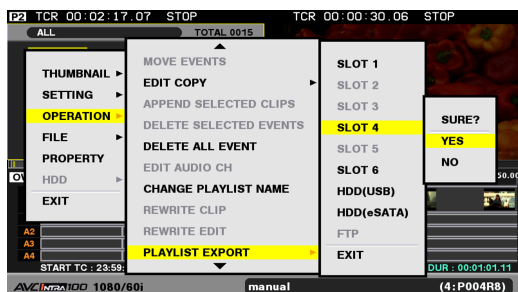 P2 TCR 00:02:17.07 STOP TCR 00:00:30.06 STOP
ALL TOTAL 0015
THUMBNAIL
SETTING
OPERATION
FILE
PROPERTY
HDD
EXIT
MOVE EVENTS
EDIT COPY
APPEND SELECTED CLIPS
DELETE SELECTED EVENTS
DELETE ALL EVENT
EDIT AUDIO CH
CHANGE PLAYLIST NAME
REWRITE CLIP
REWRITE EDIT
PLAYLIST EXPORT
SLOT 1
SLOT 2
SLOT 3
SLOT 4
SLOT 5
SLOT 6
HDD(USB)
HDD(eSATA)
FTP
EXIT
SURE?
YES
NO
A2
A3
A4
START TC : 23:59: DUR : 00:01:01.11
AVC INTRA 100 1080/60i manual (4:P004R8)